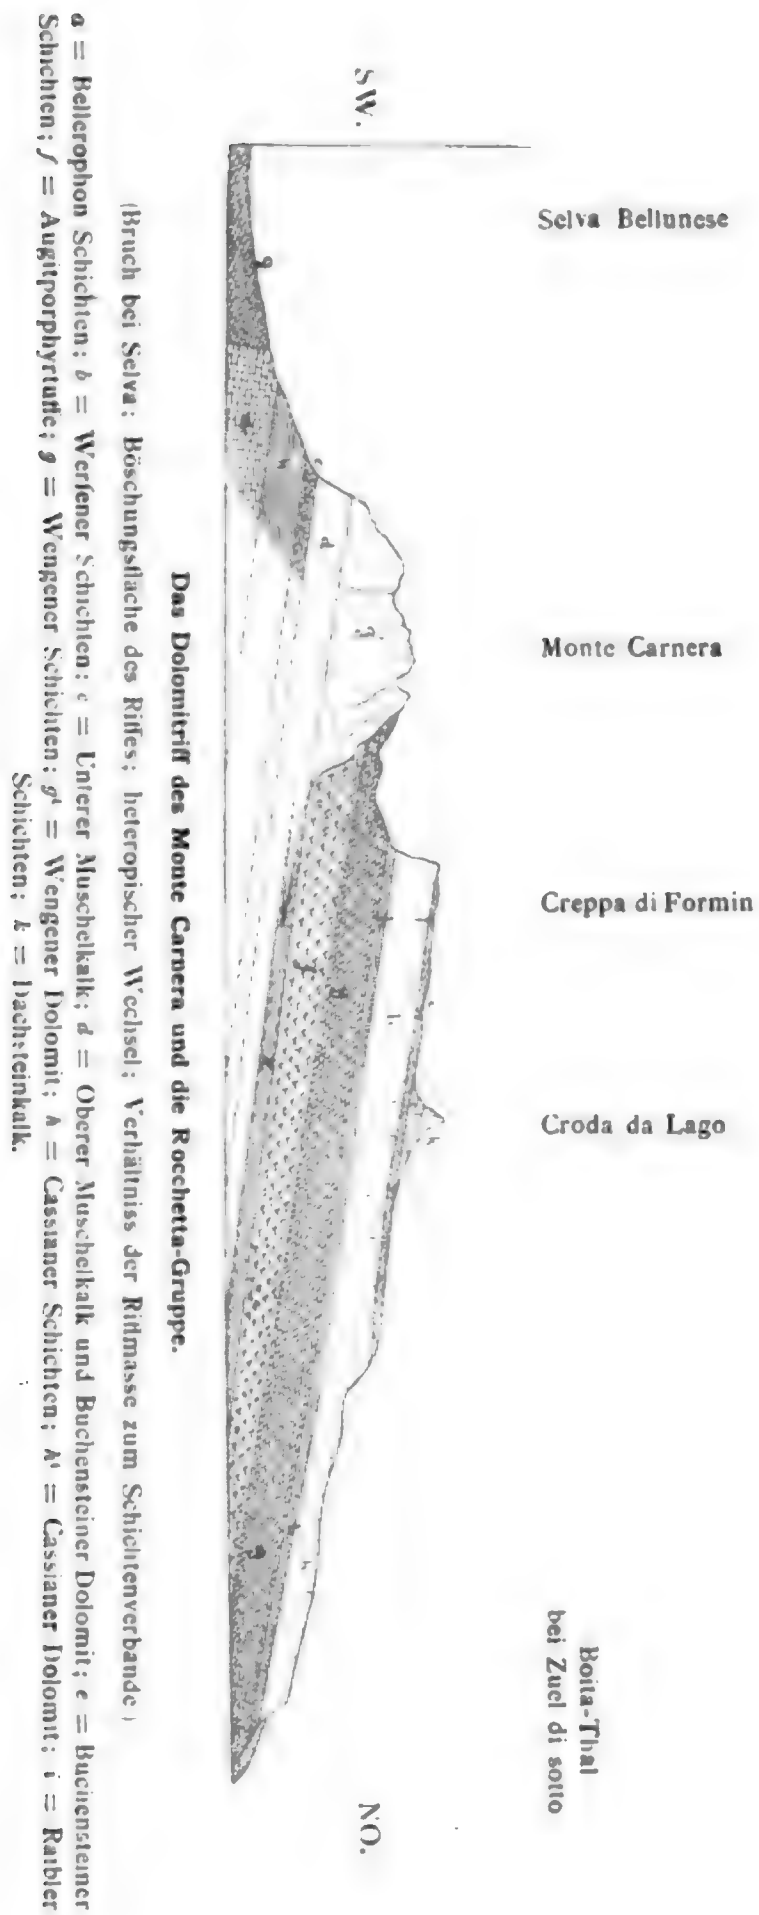 Selva Bellunese
Monte Carnera
Creppa di Formin
Croda da Lago
Boita-Thal
bei Zuel di sotto
SW.
NO.
g
a
b
c
d
g
i
f
g
e
h
k
g
h
Das Dolomitriff des Monte Carnera und die Rocchetta-Gruppe.
(Bruch bei Selva; Böschungsfläche des Riffes; heteropischer Wechsel; Verhältniss der Riffmasse zum Schichtenverbande)
a = Bellerophon Schichten; b = Werfener Schichten; c = Unterer Muschelkalk; d = Oberer Muschelkalk und Buchensteiner Dolomit; e = Buchensteiner
Schichten; f = Augitporphyrtuffe; g = Wengener Schichten; g¹ = Wengener Dolomit; h = Cassianer Schichten; h¹ = Cassianer Dolomit; i = Raibler
Schichten; k = Dachsteinkalk.